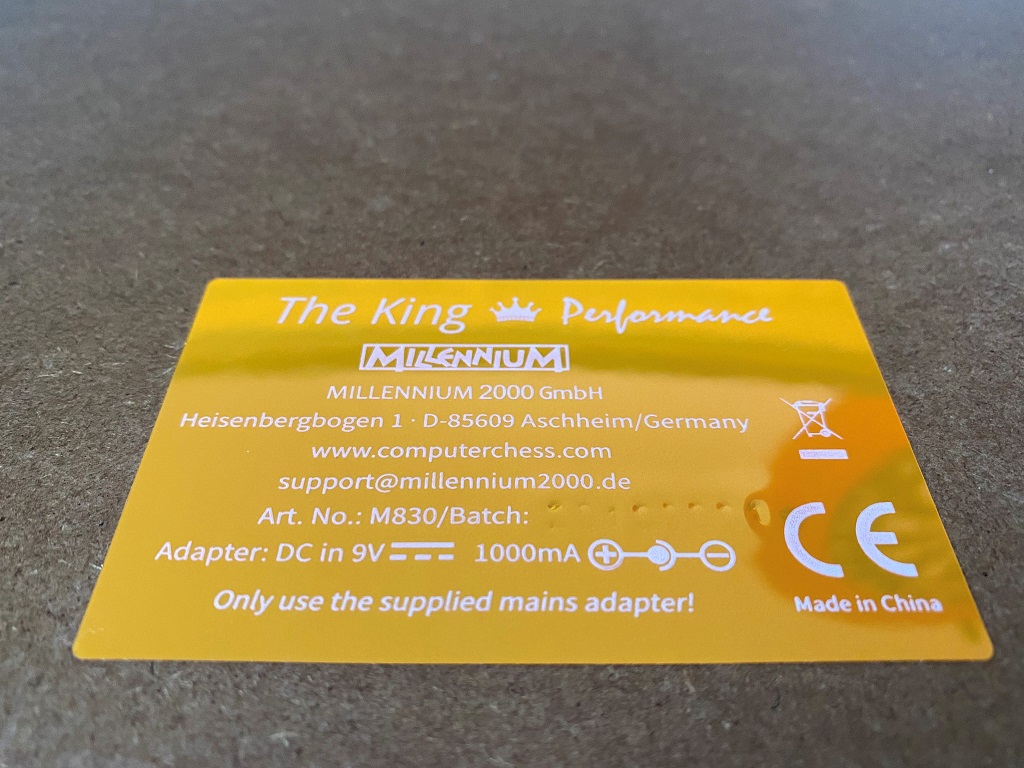 The King Performance
MILLENNIUM
MILLENNIUM 2000 GmbH
Heisenbergbogen 1 · D-85609 Aschheim/Germany
www.computerchess.com
support@millennium2000.de
Art. No.: M830/Batch:
Adapter: DC in 9V 1000mA
Only use the supplied mains adapter!
CE
Made in China